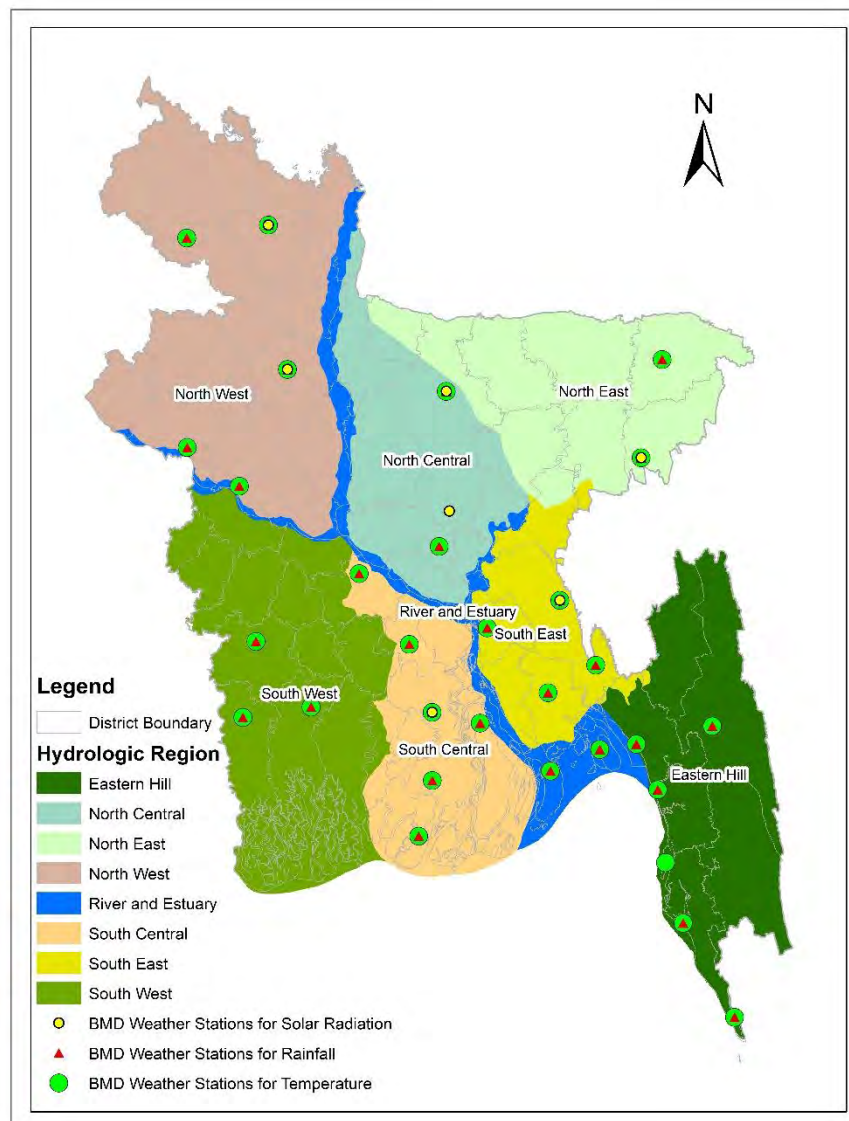 N
North West
North East
North Central
River and Estuary
South East
South West
South Central
Eastern Hill
Legend
District Boundary
Hydrologic Region
Eastern Hill
North Central
North East
North West
River and Estuary
South Central
South East
South West
BMD Weather Stations for Solar Radiation
BMD Weather Stations for Rainfall
BMD Weather Stations for Temperature